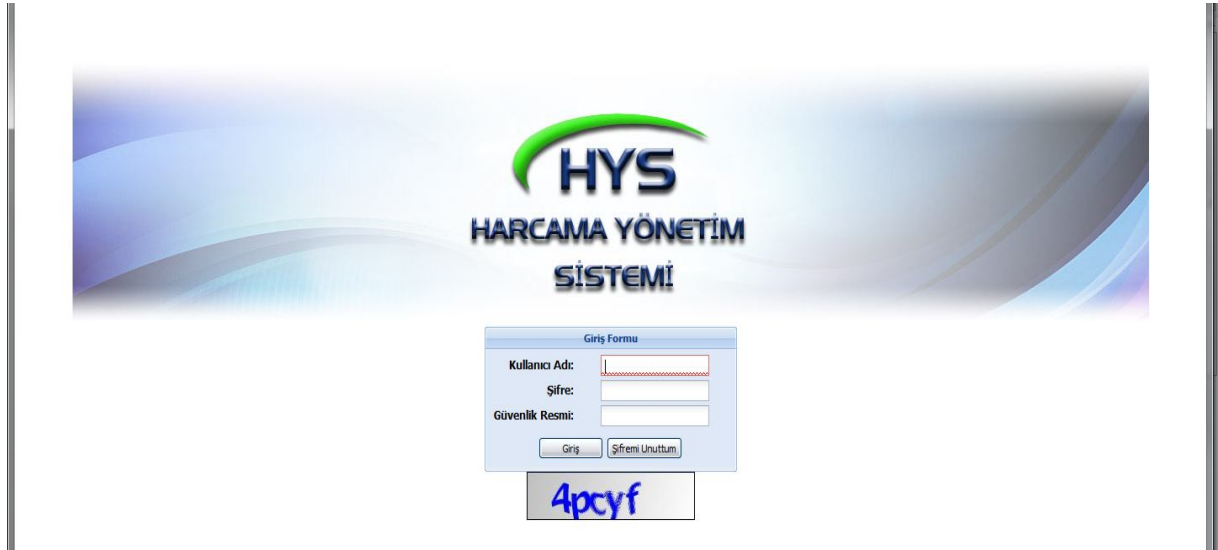 HYS
HARCAMA YÖNETİM
SİSTEMİ
Giriş Formu
Kullanıcı Adı:
Şifre:
Güvenlik Resmi:
Giriş Şifremi Unuttum
4pcyf